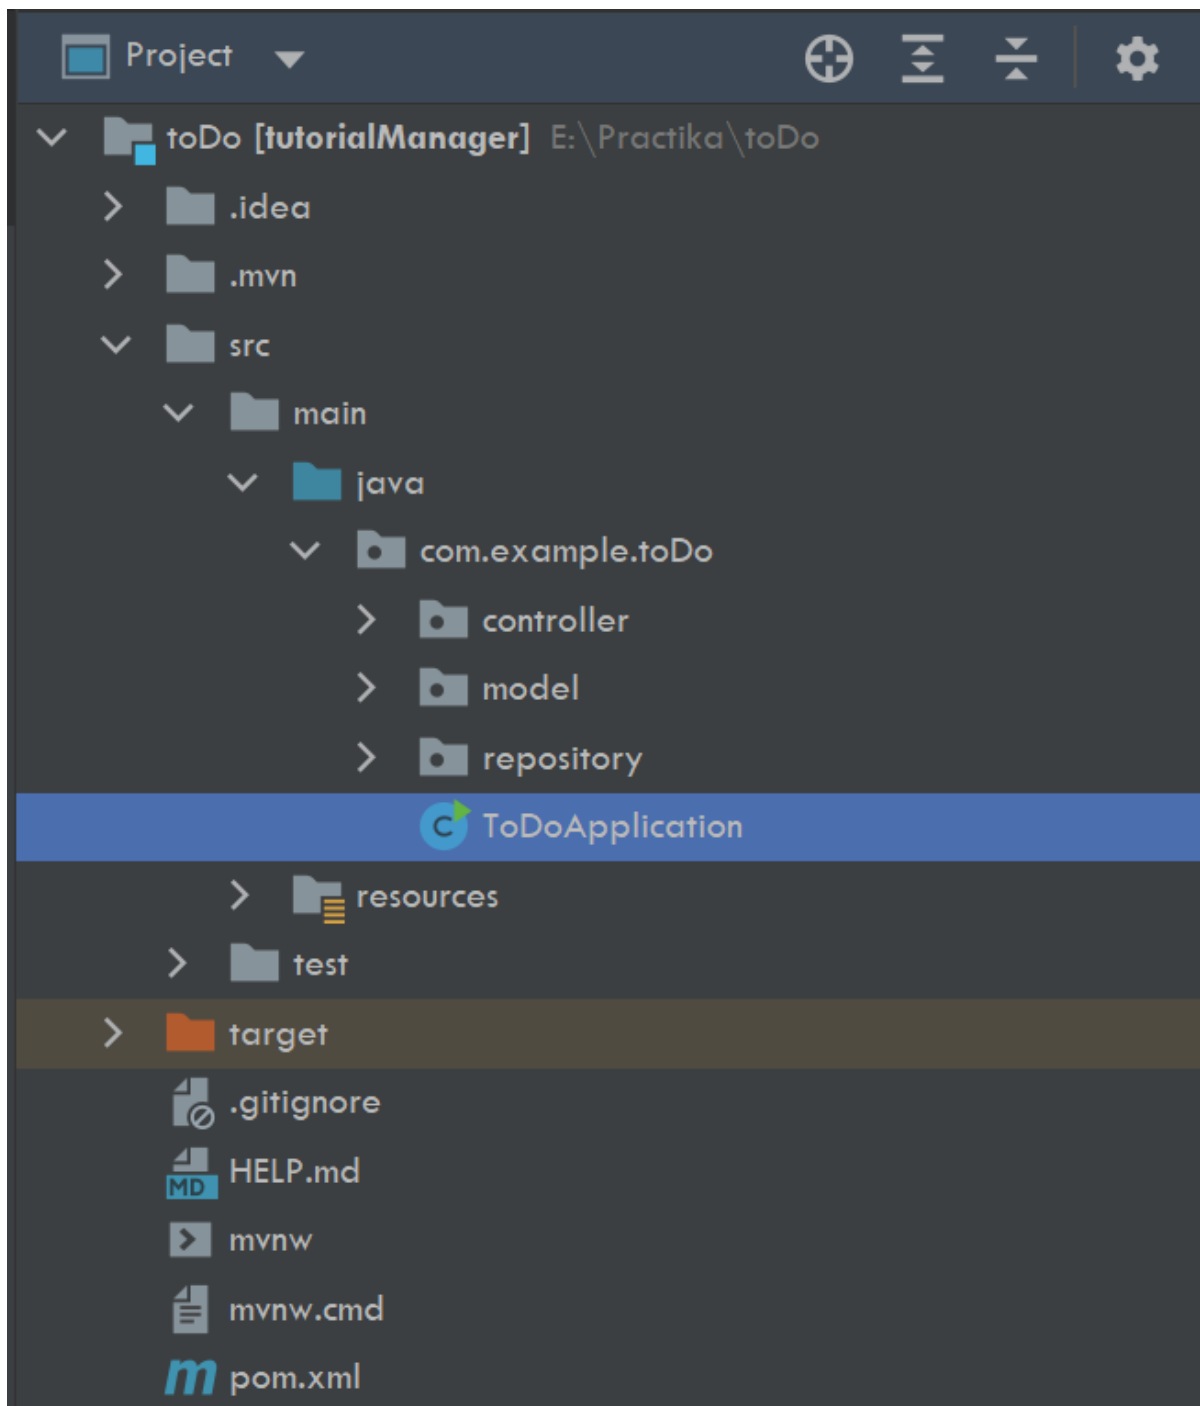 Project
toDo [tutorialManager] E:\Practika\toDo
.idea
.mvn
src
main
java
com.example.toDo
controller
model
repository
C ToDoApplication
resources
test
target
.gitignore
MD HELP.md
mvnw
mvnw.cmd
m pom.xml